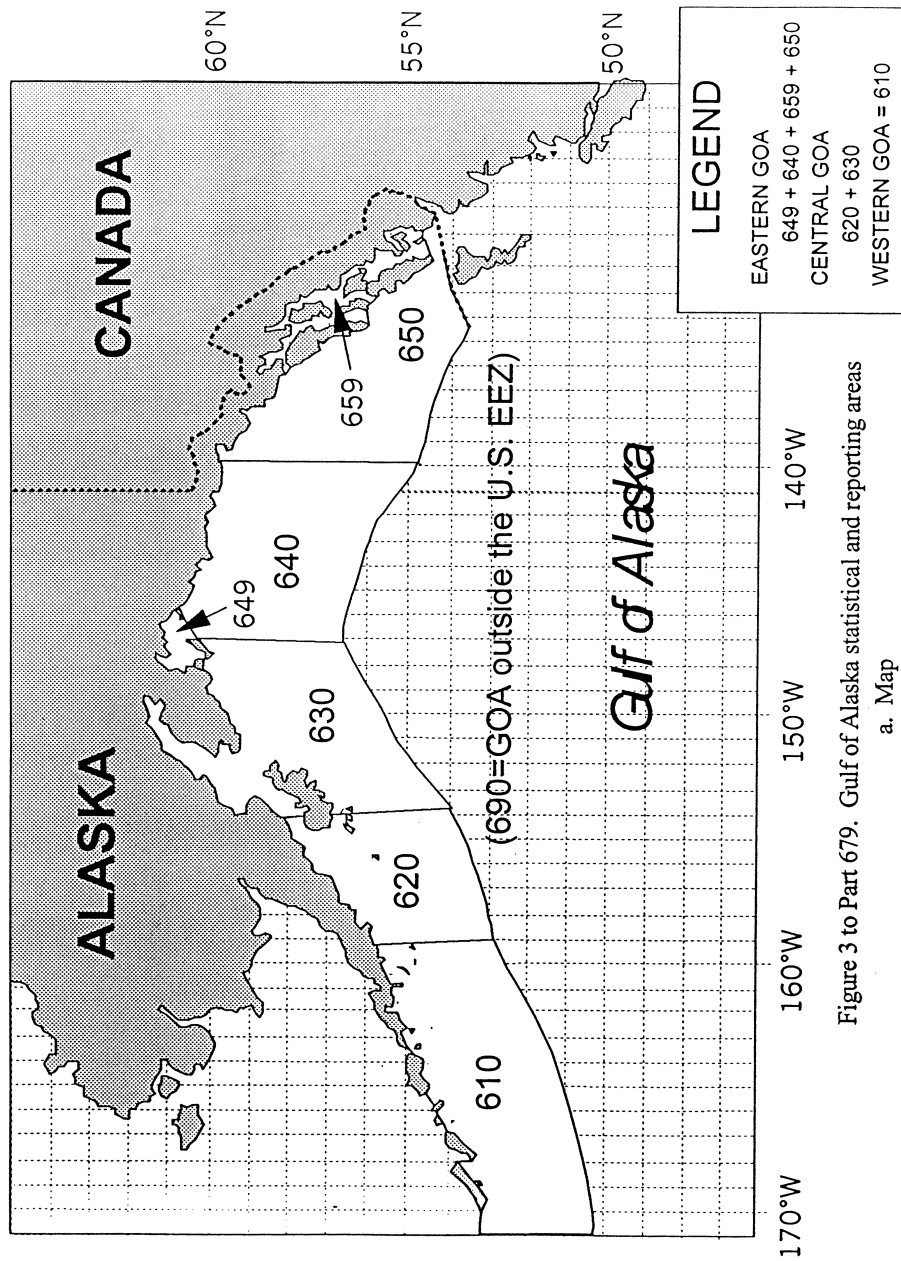 ALASKA
CANADA
60°N
55°N
50°N
649
640
659
650
630
620
610
(690=GOA outside the U.S. EEZ)
Gulf of Alaska
170°W
160°W
150°W
140°W
LEGEND
EASTERN GOA
649 + 640 + 659 + 650
CENTRAL GOA
620 + 630
WESTERN GOA = 610
Figure 3 to Part 679. Gulf of Alaska statistical and reporting areas
a. Map